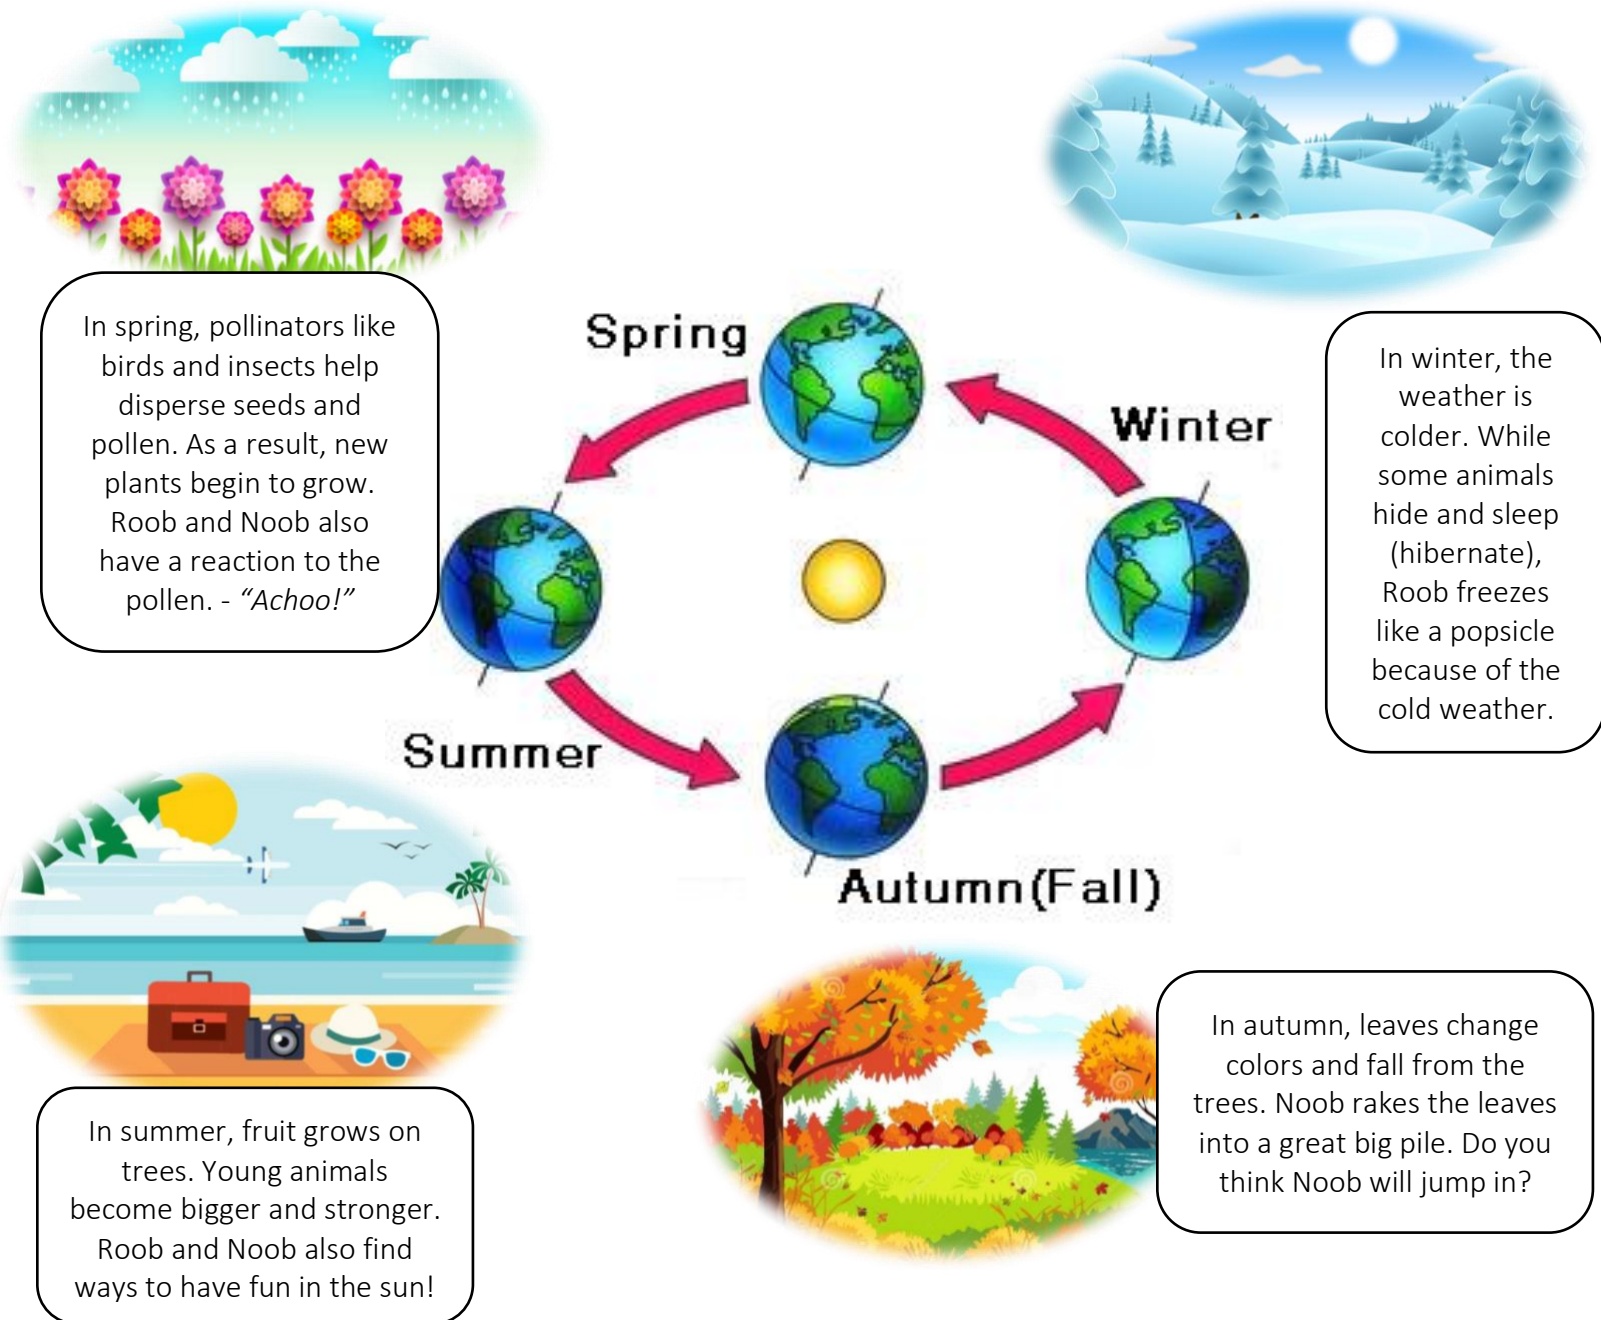 In spring, pollinators like
birds and insects help
disperse seeds and
pollen. As a result, new
plants begin to grow.
Roob and Noob also
have a reaction to the
pollen. - “Achoo!”
Spring
Winter
In winter, the
weather is
colder. While
some animals
hide and sleep
(hibernate),
Roob freezes
like a popsicle
because of the
cold weather.
Summer
Autumn(Fall)
In summer, fruit grows on
trees. Young animals
become bigger and stronger.
Roob and Noob also find
ways to have fun in the sun!
In autumn, leaves change
colors and fall from the
trees. Noob rakes the leaves
into a great big pile. Do you
think Noob will jump in?